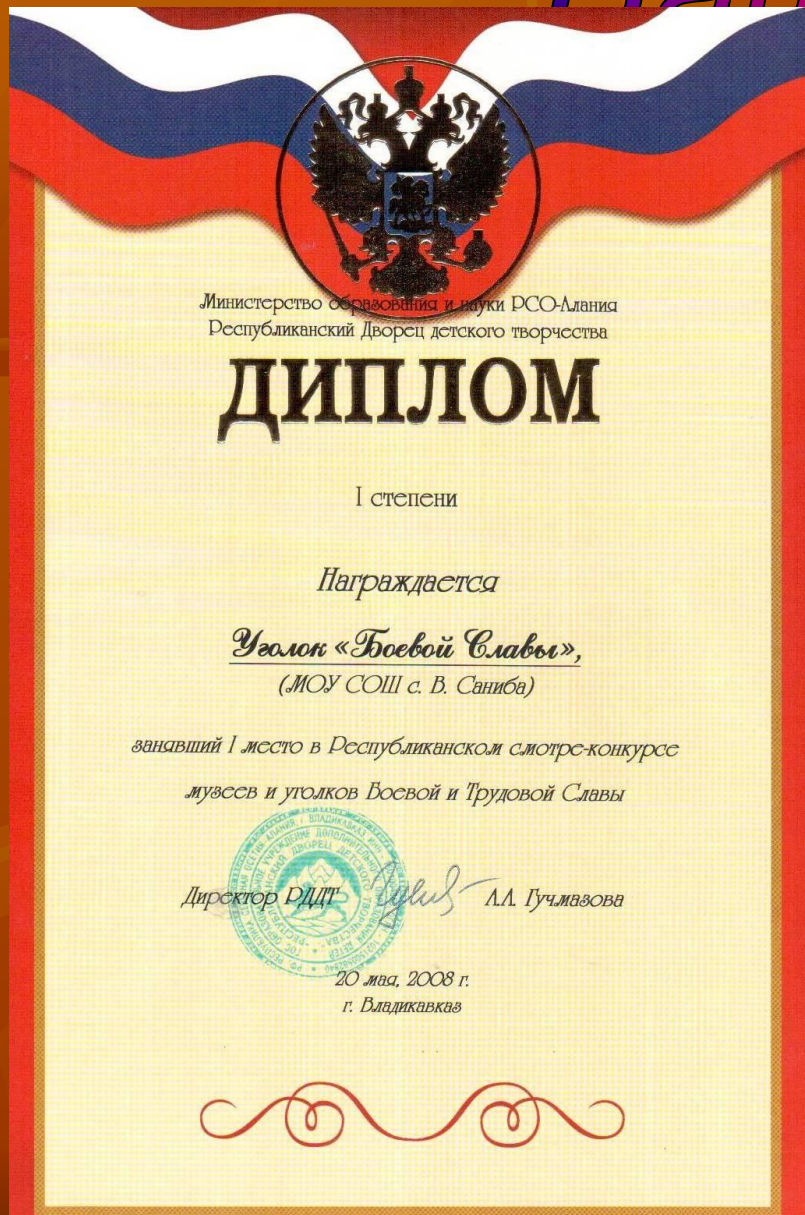 Министерство образования и науки РСО-Алания
Республиканский Дворец детского творчества
ДИПЛОМ
I степени
Награждается
Уголок «Боевой Славы»,
(МОУ СОШ с. В. Саниба)
занявший I место в Республиканском смотре-конкурсе
музеев и уголков Боевой и Трудовой Славы
Директор РДДТ Л.А. Гучмазова
20 мая, 2008 г.
г. Владикавказ